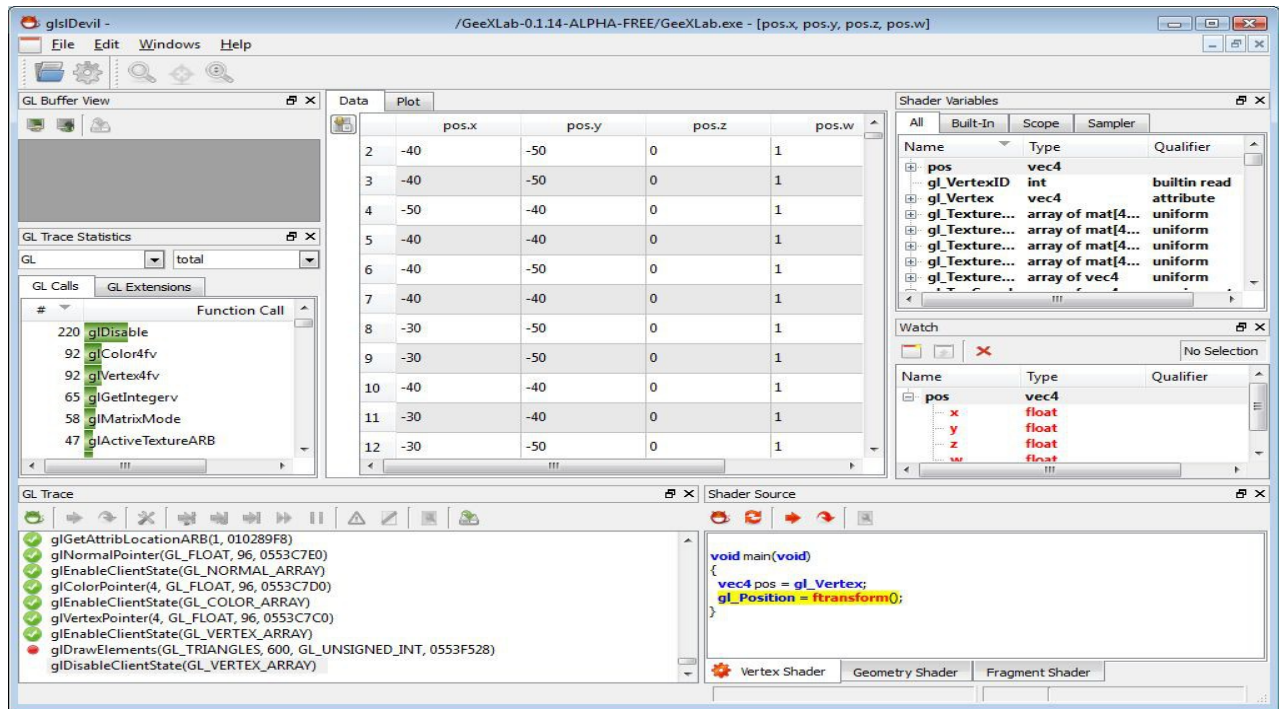 glslDevil - /GeeXLab-0.1.14-ALPHA-FREE/GeeXLab.exe - [pos.x, pos.y, pos.z, pos.w]
File Edit Windows Help
GL Buffer View
GL Trace Statistics
GL total
GL Calls GL Extensions
# Function Call
220 glDisable
92 glColor4fv
92 glVertex4fv
65 glGetIntegerv
58 glMatrixMode
47 glActiveTextureARB
Data Plot
pos.x pos.y pos.z pos.w
2 -40 -50 0 1
3 -40 -50 0 1
4 -50 -40 0 1
5 -40 -40 0 1
6 -40 -50 0 1
7 -40 -40 0 1
8 -30 -50 0 1
9 -30 -50 0 1
10 -40 -40 0 1
11 -30 -40 0 1
12 -30 -50 0 1
Shader Variables
All Built-In Scope Sampler
Name Type Qualifier
pos vec4
gl_VertexID int builtin read
gl_Vertex vec4 attribute
gl_Texture... array of mat[4... uniform
gl_Texture... array of mat[4... uniform
gl_Texture... array of mat[4... uniform
gl_Texture... array of mat[4... uniform
gl_Texture... array of vec4 uniform
Watch
No Selection
Name Type Qualifier
pos vec4
x float
y float
z float
w float
GL Trace
glGetAttribLocationARB(1, 010289F8)
glNormalPointer(GL_FLOAT, 96, 0553C7E0)
glEnableClientState(GL_NORMAL_ARRAY)
glColorPointer(4, GL_FLOAT, 96, 0553C7D0)
glEnableClientState(GL_COLOR_ARRAY)
glVertexPointer(4, GL_FLOAT, 96, 0553C7C0)
glEnableClientState(GL_VERTEX_ARRAY)
glDrawElements(GL_TRIANGLES, 600, GL_UNSIGNED_INT, 0553F528)
glDisableClientState(GL_VERTEX_ARRAY)
Shader Source
void main(void)
{
vec4 pos = gl_Vertex;
gl_Position = ftransform();
}
Vertex Shader Geometry Shader Fragment Shader